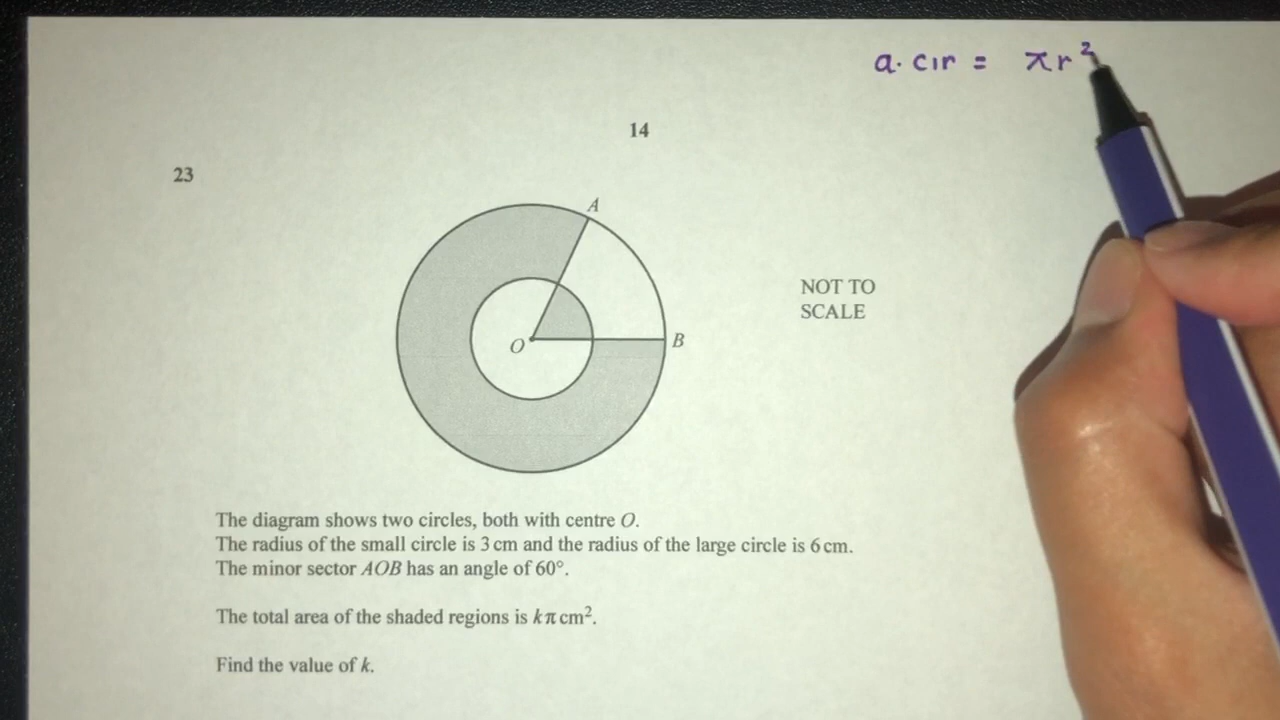 a. cir = πr²
14
23
A
NOT TO
SCALE
O
B
The diagram shows two circles, both with centre O.
The radius of the small circle is 3 cm and the radius of the large circle is 6 cm.
The minor sector AOB has an angle of 60°.
The total area of the shaded regions is kπ cm².
Find the value of k.